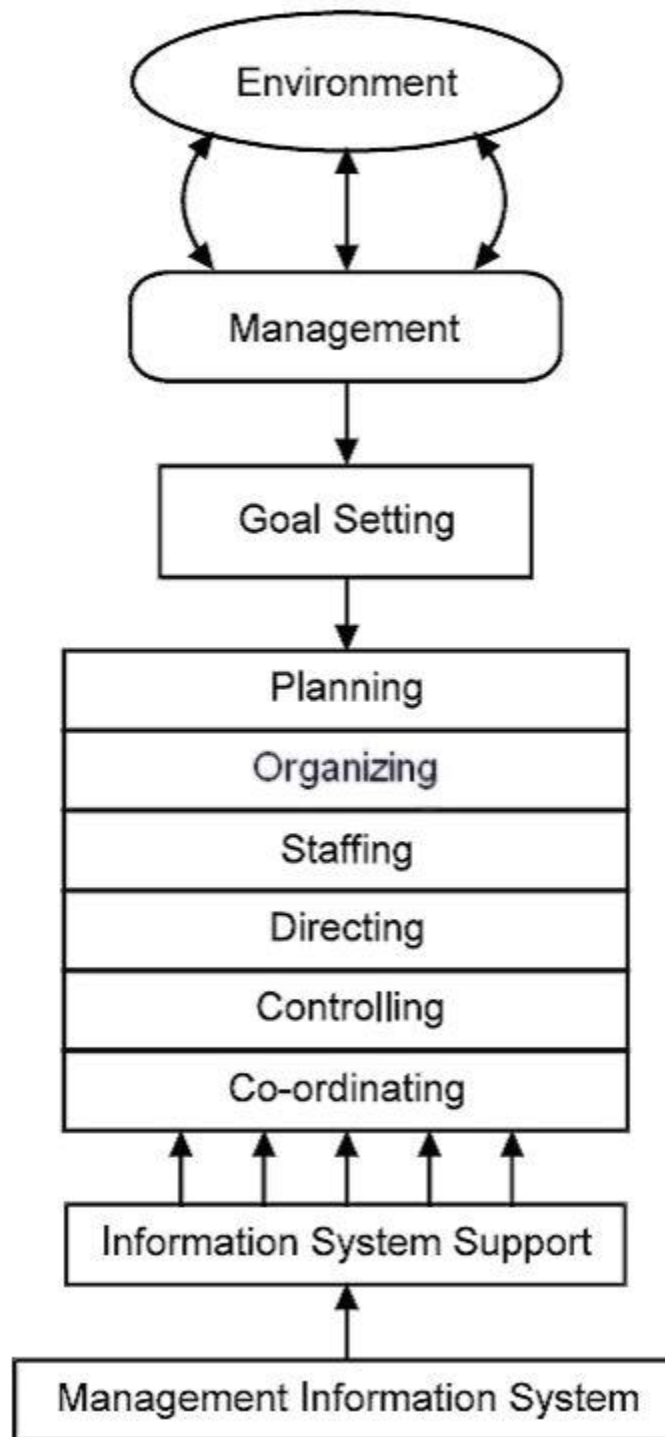 Environment
Management
Goal Setting
Planning
Organizing
Staffing
Directing
Controlling
Co-ordinating
Information System Support
Management Information System